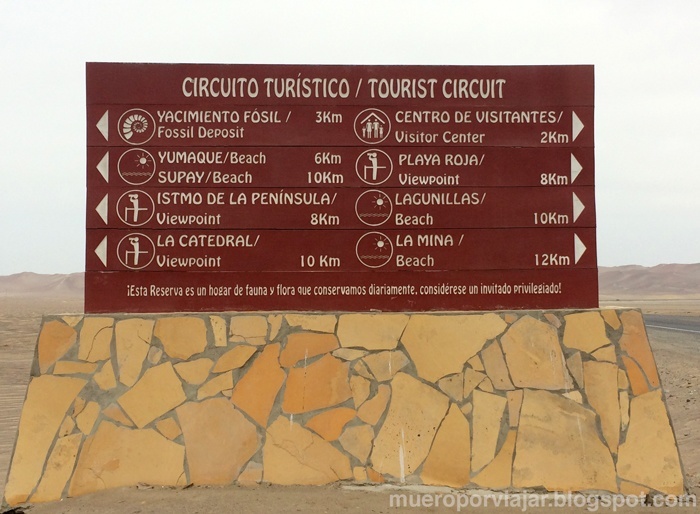 CIRCUITO TURÍSTICO / TOURIST CIRCUIT
YACIMIENTO FÓSIL / 3Km
Fossil Deposit
YUMAQUE/Beach 6Km
SUPAY/Beach 10Km
ISTMO DE LA PENÍNSULA/
Viewpoint 8Km
LA CATEDRAL/
Viewpoint 10 Km
CENTRO DE VISITANTES/
Visitor Center 2Km
PLAYA ROJA/
Viewpoint 8Km
LAGUNILLAS/
Beach 10Km
LA MINA /
Beach 12Km
¡Esta Reserva es un hogar de fauna y flora que conservamos diariamente, considérese un invitado privilegiado!
mueroporviajar.blogspot.com